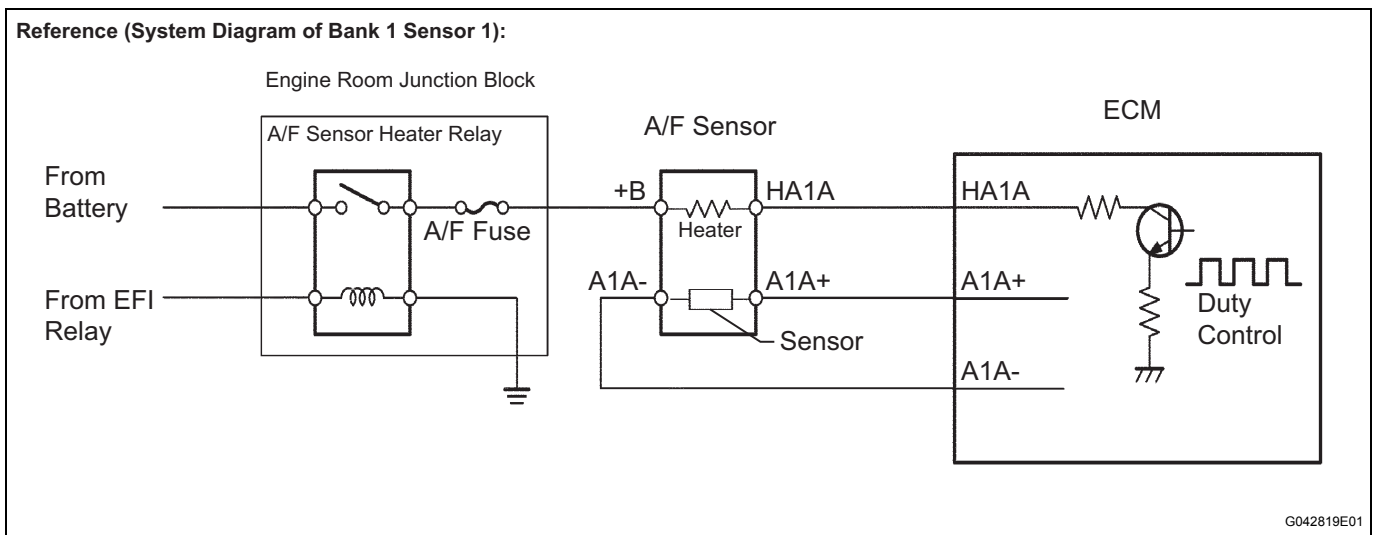 Reference (System Diagram of Bank 1 Sensor 1):
Engine Room Junction Block
A/F Sensor Heater Relay
A/F Sensor
ECM
From
Battery
A/F Fuse
+B
Heater
HA1A
HA1A
From EFI
Relay
A1A-
A1A+
A1A+
Sensor
A1A-
Duty
Control
G042819E01